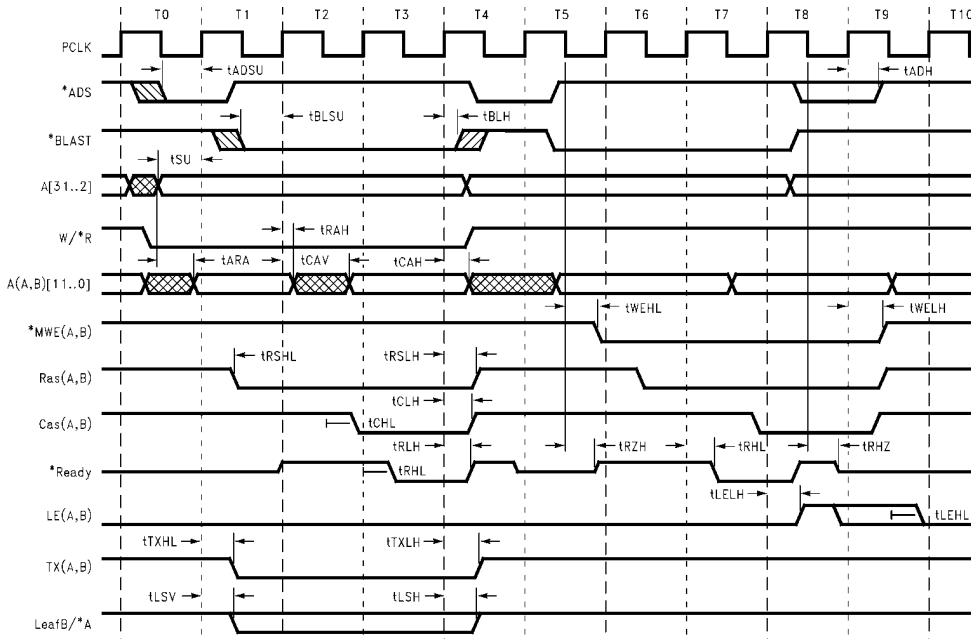 T0 T1 T2 T3 T4 T5 T6 T7 T8 T9 T10
PCLK
tADSU tADH
*ADS
tBLSU tBLH
*BLAST
tSU
A[31..2]
W/*R
tRAH
tARA tCAV tCAH
A(A,B)[11..0]
tWEHL tWELH
*MWE(A,B)
tRSHL tRSLH
Ras(A,B)
tCLH
Cas(A,B)
tCHL
tRLH tRZH tRHL tRHZ
*Ready
tRHL
tLELH
LE(A,B)
tLEHL
tTXHL tTXLH
TX(A,B)
tLSV tLSH
LeafB/*A